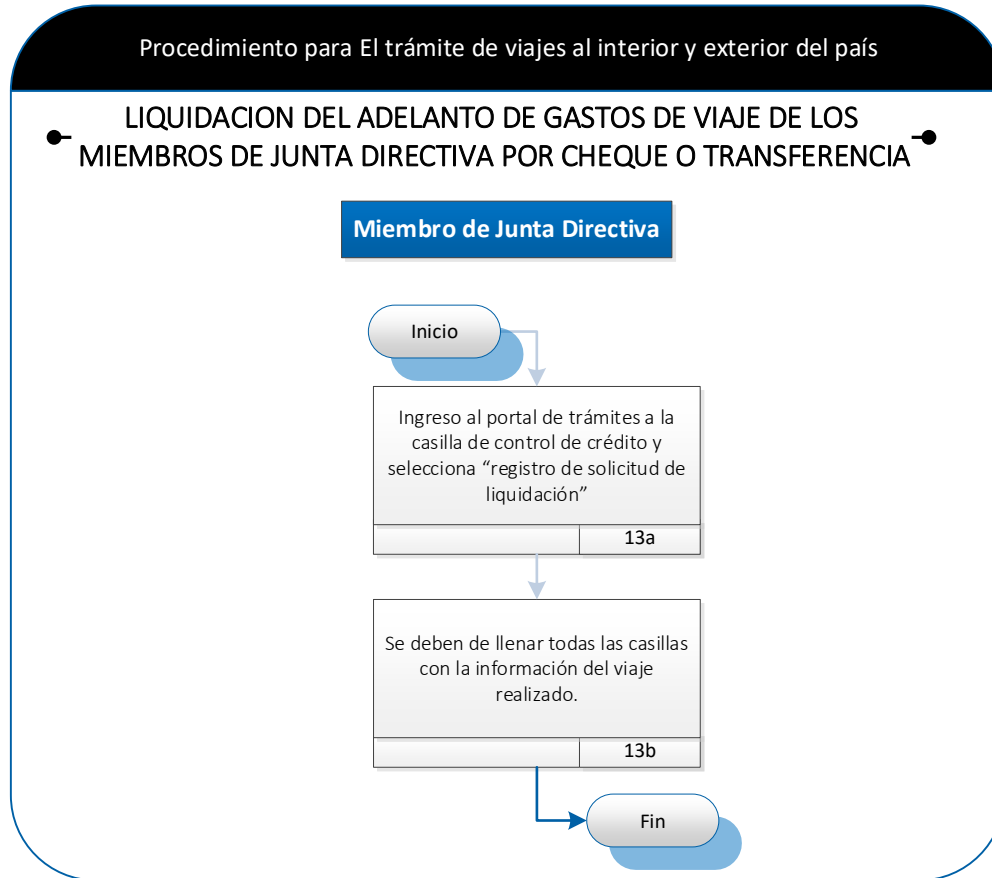 Procedimiento para El trámite de viajes al interior y exterior del país
LIQUIDACION DEL ADELANTO DE GASTOS DE VIAJE DE LOS
MIEMBROS DE JUNTA DIRECTIVA POR CHEQUE O TRANSFERENCIA
Miembro de Junta Directiva
Inicio
Ingreso al portal de trámites a la
casilla de control de crédito y
selecciona “registro de solicitud de
liquidación”
13a
Se deben de llenar todas las casillas
con la información del viaje
realizado.
13b
Fin